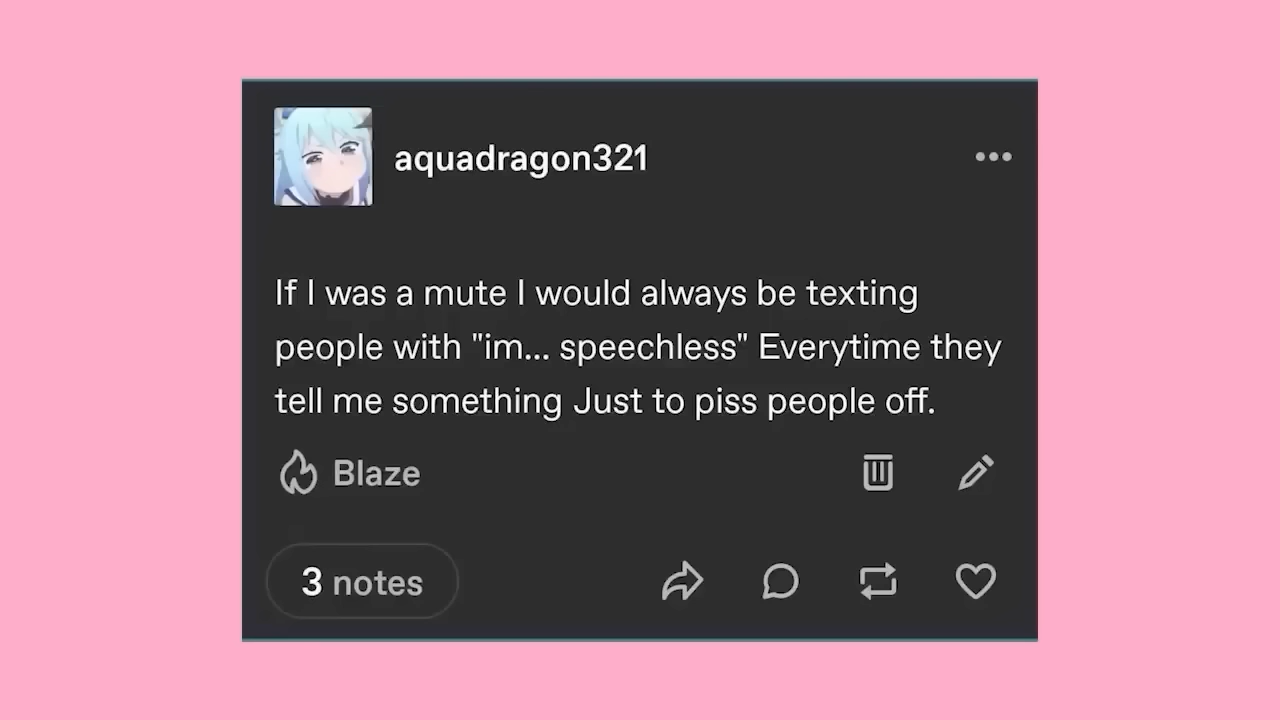 aquadragon321
If I was a mute I would always be texting
people with "im... speechless" Everytime they
tell me something Just to piss people off.
Blaze
3 notes